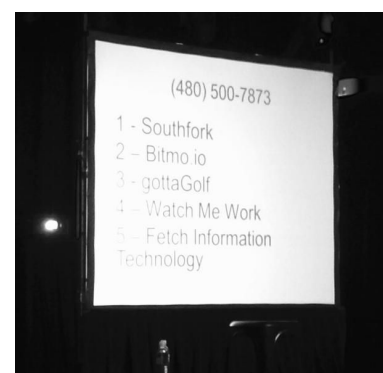 (480) 500-7873
1 - Southfork
2 – Bitmo.io
3 - gottaGolf
4 – Watch Me Work
5 – Fetch Information
Technology